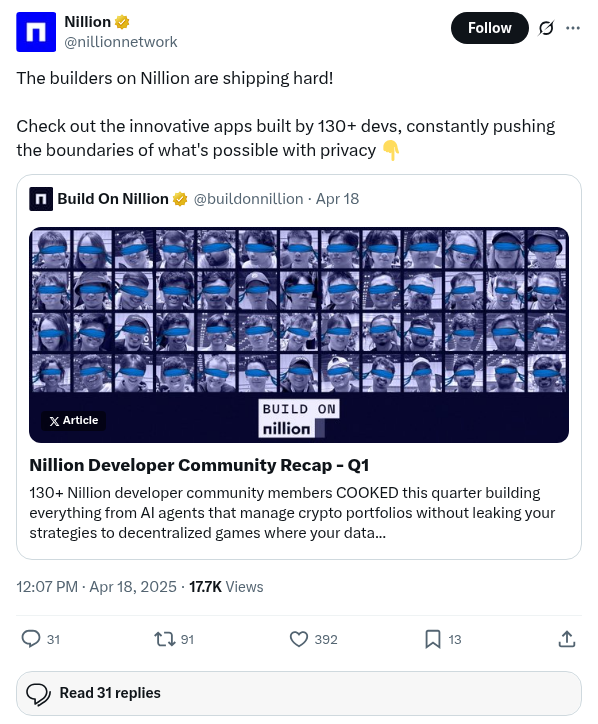 Nillion
@nillionnetwork
Follow
The builders on Nillion are shipping hard!
Check out the innovative apps built by 130+ devs, constantly pushing
the boundaries of what's possible with privacy 👇
Build On Nillion @buildonnillion · Apr 18
BUILD ON
nillion
Article
Nillion Developer Community Recap - Q1
130+ Nillion developer community members COOKED this quarter building
everything from AI agents that manage crypto portfolios without leaking your
strategies to decentralized games where your data...
12:07 PM · Apr 18, 2025 · 17.7K Views
31 91 392 13
Read 31 replies